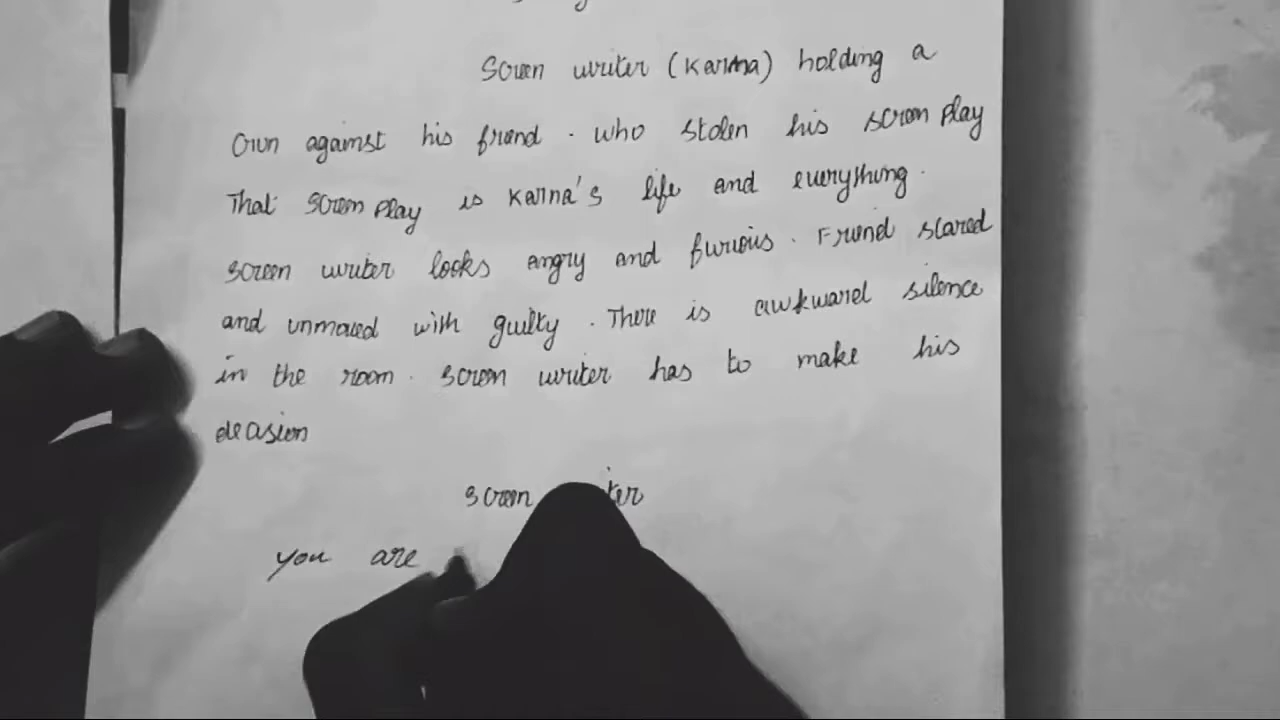 Screen writer (Karna) holding a
Gun against his friend . who stolen his screen play
That screen play is Karna's life and everything .
screen writer looks angry and furious . Friend scared
and unmoved with guilty . There is awkward silence
in the room . screen writer has to make his
decision
screen
you are